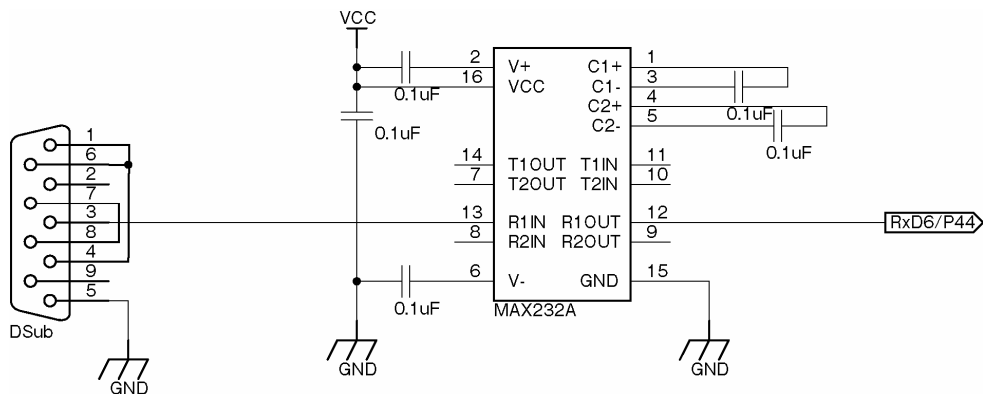 VCC
0.1uF
0.1uF
2 V+ C1+ 1
16 VCC C1- 3
C2+ 4
C2- 5
0.1uF
0.1uF
14 T1OUT T1IN 11
7 T2OUT T2IN 10
13 R1IN R1OUT 12
8 R2IN R2OUT 9
6 V- GND 15
MAX232A
0.1uF
GND
GND
RxD6/P44
1
6
2
7
3
8
4
9
5
DSub
GND